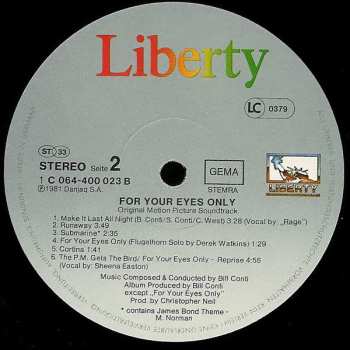 Liberty
LC 0379
ST 33
STEREO Seite 2
1 C 064-400 023 B
℗1981 Danjaq S.A.
GEMA
STEMRA
LIBERTY
FOR YOUR EYES ONLY
Original Motion Picture Soundtrack
1. Make It Last All Night (B. Conti/S. Conti/C. West) 3:28 (Vocal by: „Rage")
2. Runaway 3:49
3. Submarine* 2:35
4. For Your Eyes Only (Flugelhorn Solo by Derek Watkins) 1:29
5. Cortina 1:51
6. The P.M. Gets The Bird/ For Your Eyes Only - Reprise 4:56
(Vocal by: Sheena Easton)
Music Composed & Conducted by Bill Conti
Album Produced by Bill Conti
except „For Your Eyes Only"
Prod. by Christopher Neil
* contains James Bond Theme -
M. Norman